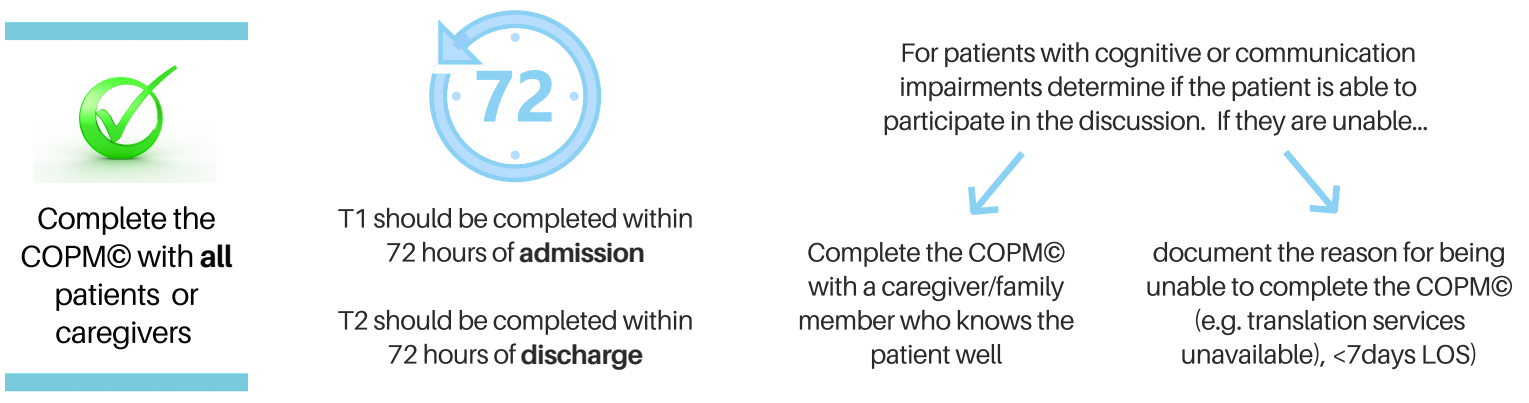 Complete the
COPM© with all
patients or
caregivers
72
T1 should be completed within
72 hours of admission
T2 should be completed within
72 hours of discharge
For patients with cognitive or communication
impairments determine if the patient is able to
participate in the discussion. If they are unable...
Complete the COPM©
with a caregiver/family
member who knows the
patient well
document the reason for being
unable to complete the COPM©
(e.g. translation services
unavailable), <7days LOS)